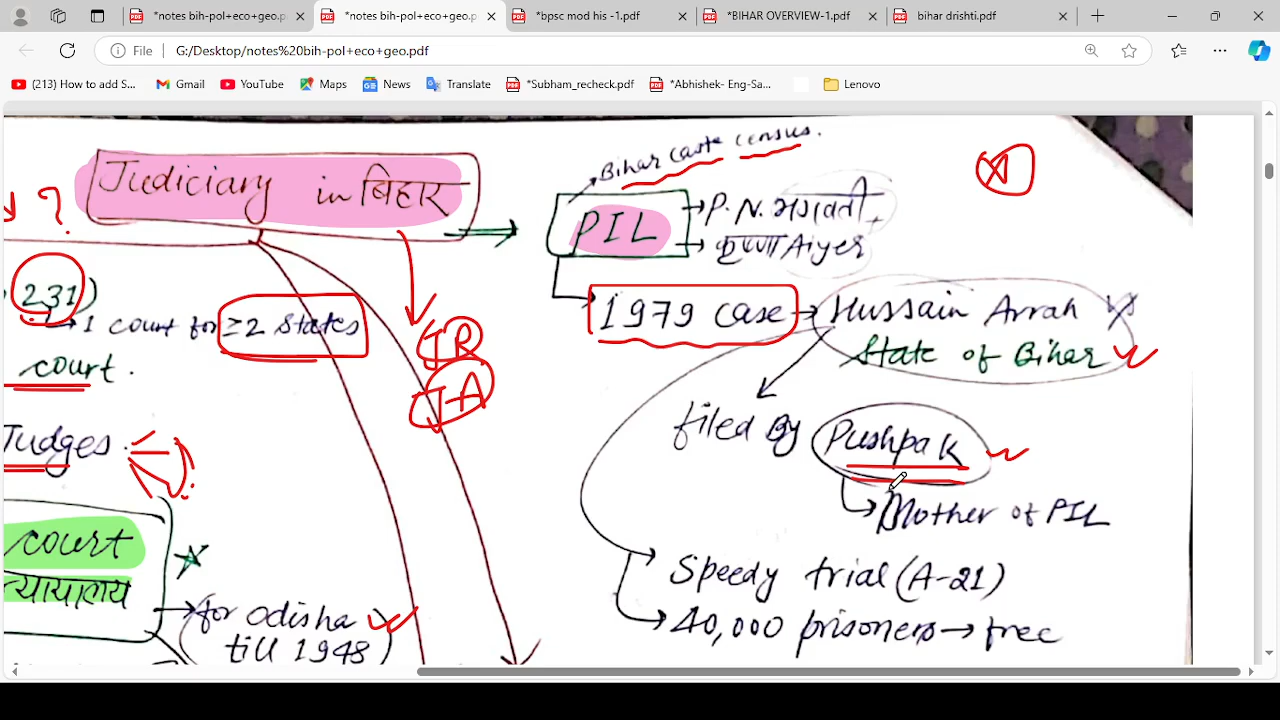 *notes bih-pol+eco+geo.p
*notes bih-pol+eco+geo.p
*bpsc mod his -1.pdf
*BIHAR OVERVIEW-1.pdf
bihar drishti.pdf
File
G:/Desktop/notes%20bih-pol+eco+geo.pdf
(213) How to add S...
Gmail
YouTube
Maps
News
Translate
*Subham_recheck.pdf
*Abhishek- Eng-Sa...
Lenovo
Bihar caste census.
Judiciary in बिहार
?
PIL
P. N. भगवती
कृष्णा Aiyer
231)
1 court for ≥2 States
court.
1979 case → Hussain Arrah Vs
State of Bihar
JR
JA
filed By Pushpak
Mother of PIL
Judges
court
न्यायालय
Speedy trial (A-21)
40,000 prisoners → free
for odisha
till 1948